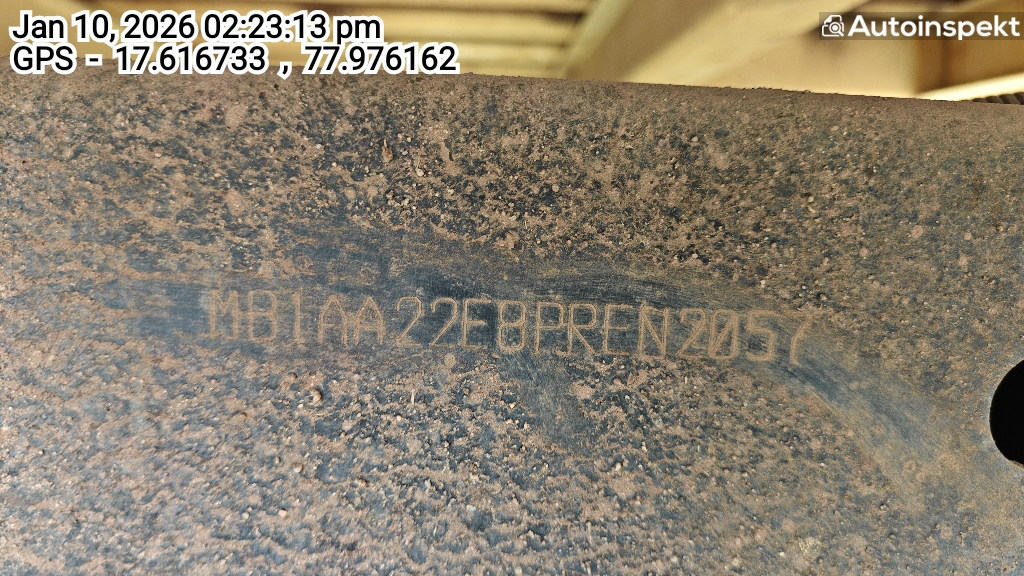 Jan 10, 2026 02:23:13 pm
GPS - 17.616733 , 77.976162
Autoinspekt
MB1AA22E8PREN2057